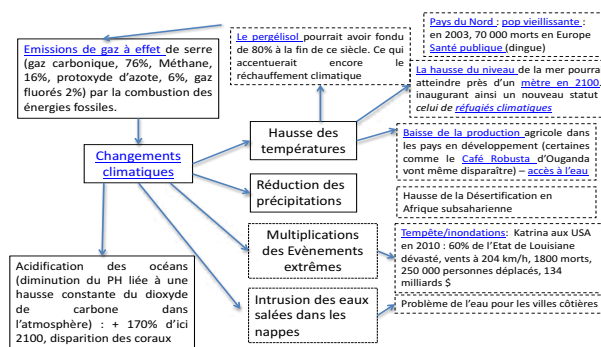 Emissions de gaz à effet de serre
(gaz carbonique, 76%, Méthane,
16%, protoxyde d'azote, 6%, gaz
fluorés 2%) par la combustion des
énergies fossiles.
Le pergélisol pourrait avoir fondu
de 80% à la fin de ce siècle. Ce qui
accentuerait encore le
réchauffement climatique
Pays du Nord : pop vieillissante :
en 2003, 70 000 morts en Europe
Santé publique (dingue)
La hausse du niveau de la mer pourra
atteindre près d'un mètre en 2100.
inaugurant ainsi un nouveau statut :
celui de réfugiés climatiques
Hausse des
températures
Baisse de la production agricole dans
les pays en développement (certaines
comme le Café Robusta d'Ouganda
vont même disparaître) – accès à l'eau
Changements
climatiques
Réduction des
précipitations
Hausse de la Désertification en
Afrique subsaharienne
Multiplications
des Evènements
extrêmes
Tempête/inondations: Katrina aux USA
en 2010 : 60% de l'Etat de Louisiane
dévasté, vents à 204 km/h, 1800 morts,
250 000 personnes déplacés, 134
milliards $
Acidification des océans
(diminution du PH liée à une
hausse constante du dioxyde
de carbone dans
l'atmosphère) : + 170% d'ici
2100, disparition des coraux
Intrusion des eaux
salées dans les
nappes
Problème de l'eau pour les villes côtières